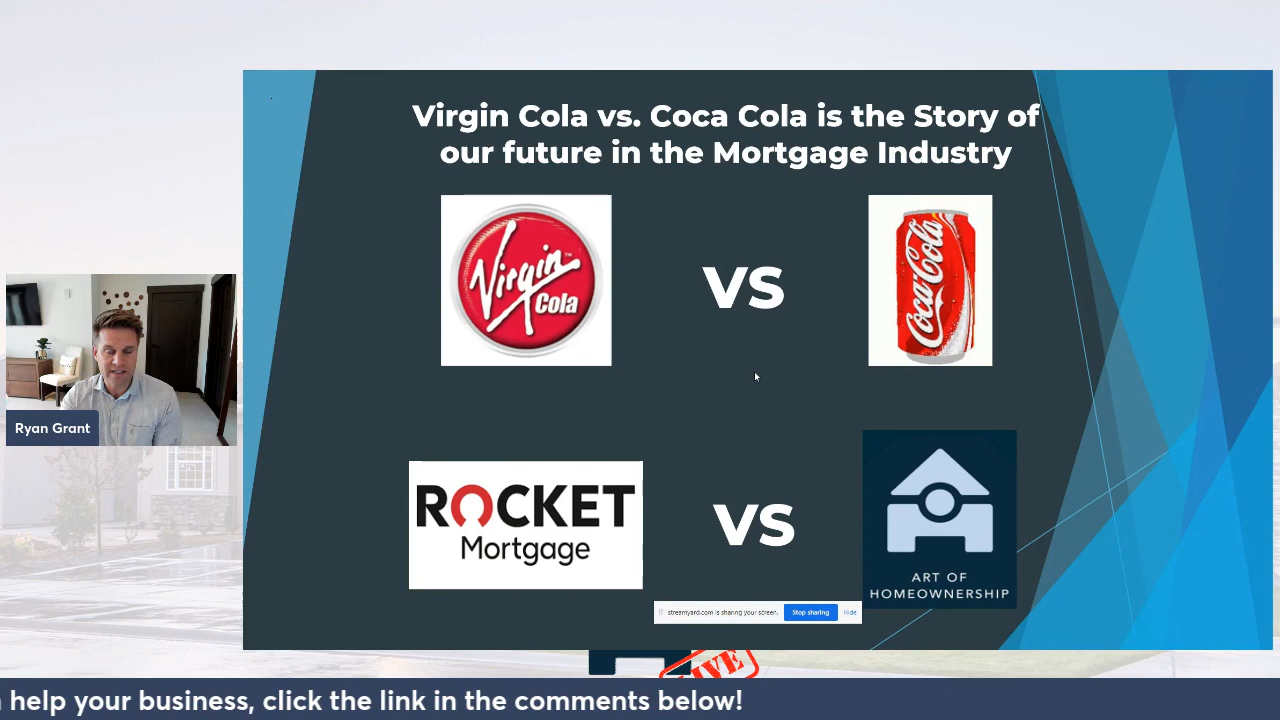 Virgin Cola vs. Coca Cola is the Story of
our future in the Mortgage Industry
Virgin
Cola
VS
Coca-Cola
Ryan Grant
ROCKET
Mortgage
VS
ART OF
HOMEOWNERSHIP
streamyard.com is sharing your screen.
Stop sharing
Hide
LIVE
help your business, click the link in the comments below!